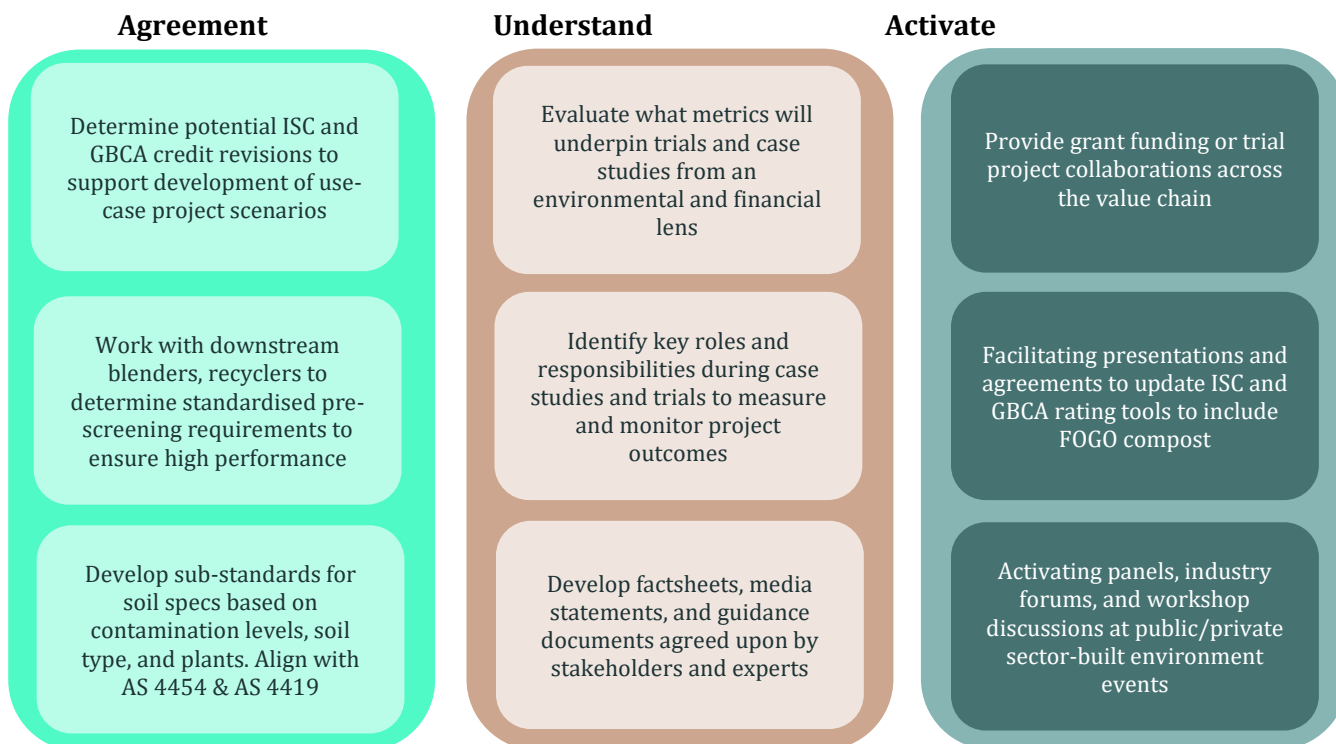 Agreement
Determine potential ISC and
GBCA credit revisions to
support development of use-
case project scenarios
Work with downstream
blenders, recyclers to
determine standardised pre-
screening requirements to
ensure high performance
Develop sub-standards for
soil specs based on
contamination levels, soil
type, and plants. Align with
AS 4454 & AS 4419
Understand
Evaluate what metrics will
underpin trials and case
studies from an
environmental and financial
lens
Identify key roles and
responsibilities during case
studies and trials to measure
and monitor project
outcomes
Develop factsheets, media
statements, and guidance
documents agreed upon by
stakeholders and experts
Activate
Provide grant funding or trial
project collaborations across
the value chain
Facilitating presentations and
agreements to update ISC and
GBCA rating tools to include
FOGO compost
Activating panels, industry
forums, and workshop
discussions at public/private
sector-built environment
events